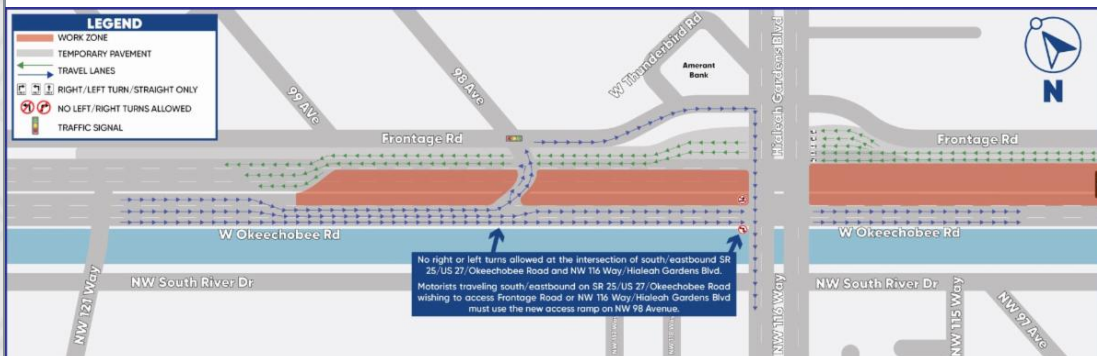 LEGEND
WORK ZONE
TEMPORARY PAVEMENT
TRAVEL LANES
RIGHT/LEFT TURN/STRAIGHT ONLY
NO LEFT/RIGHT TURNS ALLOWED
TRAFFIC SIGNAL
99 Ave
98 Ave
W Thunderbird Rd
Amerant
Bank
Hialeah Gardens Blvd
N
Frontage Rd
Frontage Rd
W Okeechobee Rd
W Okeechobee Rd
NW 121 Way
NW South River Dr
No right or left turns allowed at the intersection of south/eastbound SR
25/US 27/Okeechobee Road and NW 116 Way/Hialeah Gardens Blvd.
Motorists traveling south/eastbound on SR 25/US 27/Okeechobee Road
wishing to access Frontage Road or NW 116 Way/Hialeah Gardens Blvd
must use the new access ramp on NW 98 Avenue.
NW 116 Way
NW South River Dr
NW 115 Way
NW 97 Ave